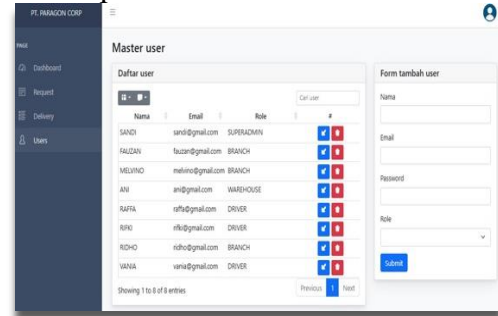 PT. PARAGON CORP
PAGE
Dashboard
Request
Delivery
Users
Master user
Daftar user
Cari user
Nama Email Role #
SANDI sandi@gmail.com SUPERADMIN
FAUZAN fauzan@gmail.com BRANCH
MELVINO melvino@gmail.com BRANCH
ANI ani@gmail.com WAREHOUSE
RAFFA raffa@gmail.com DRIVER
RIFKI rifki@gmail.com DRIVER
RIDHO ridho@gmail.com BRANCH
VANIA vania@gmail.com DRIVER
Showing 1 to 8 of 8 entries
Previous 1 Next
Form tambah user
Nama
Email
Password
Role
Submit